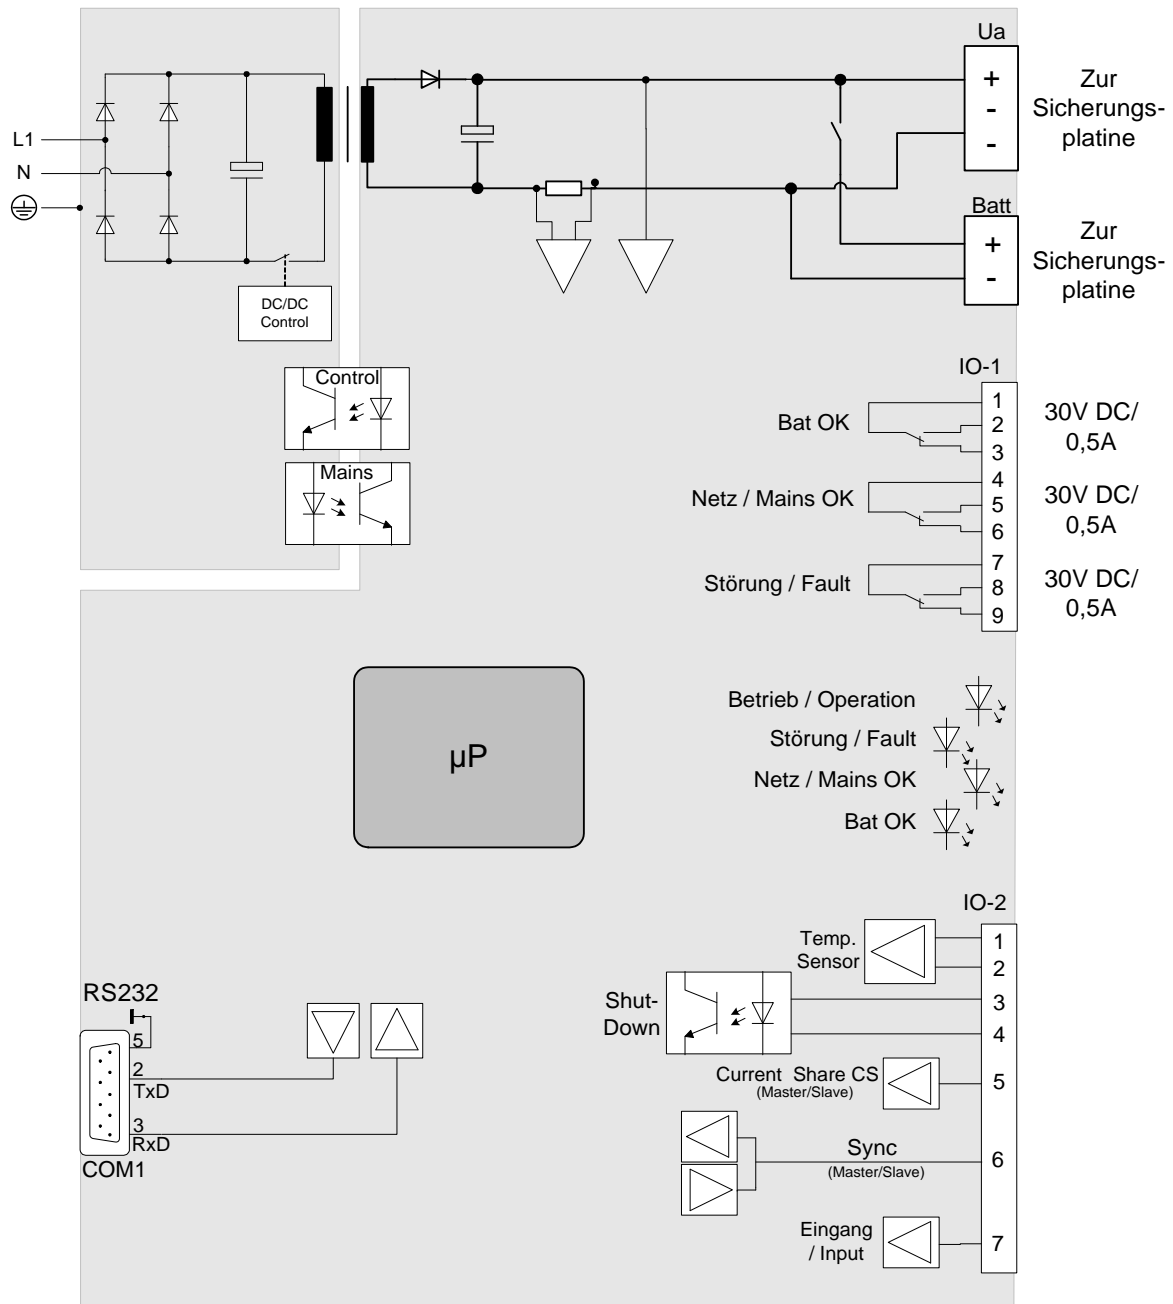 Ua
+
-
-
Zur
Sicherungs-
platine
L1
N
Batt
+
-
Zur
Sicherungs-
platine
DC/DC
Control
Control
Mains
IO-1
Bat OK
1
2
3
30V DC/
0,5A
Netz / Mains OK
4
5
6
30V DC/
0,5A
Störung / Fault
7
8
9
30V DC/
0,5A
µP
Betrieb / Operation
Störung / Fault
Netz / Mains OK
Bat OK
IO-2
Temp.
Sensor
1
2
Shut-
Down
3
4
Current Share CS
(Master/Slave)
5
Sync
(Master/Slave)
6
Eingang
/ Input
7
RS232
5
2
TxD
3
RxD
COM1